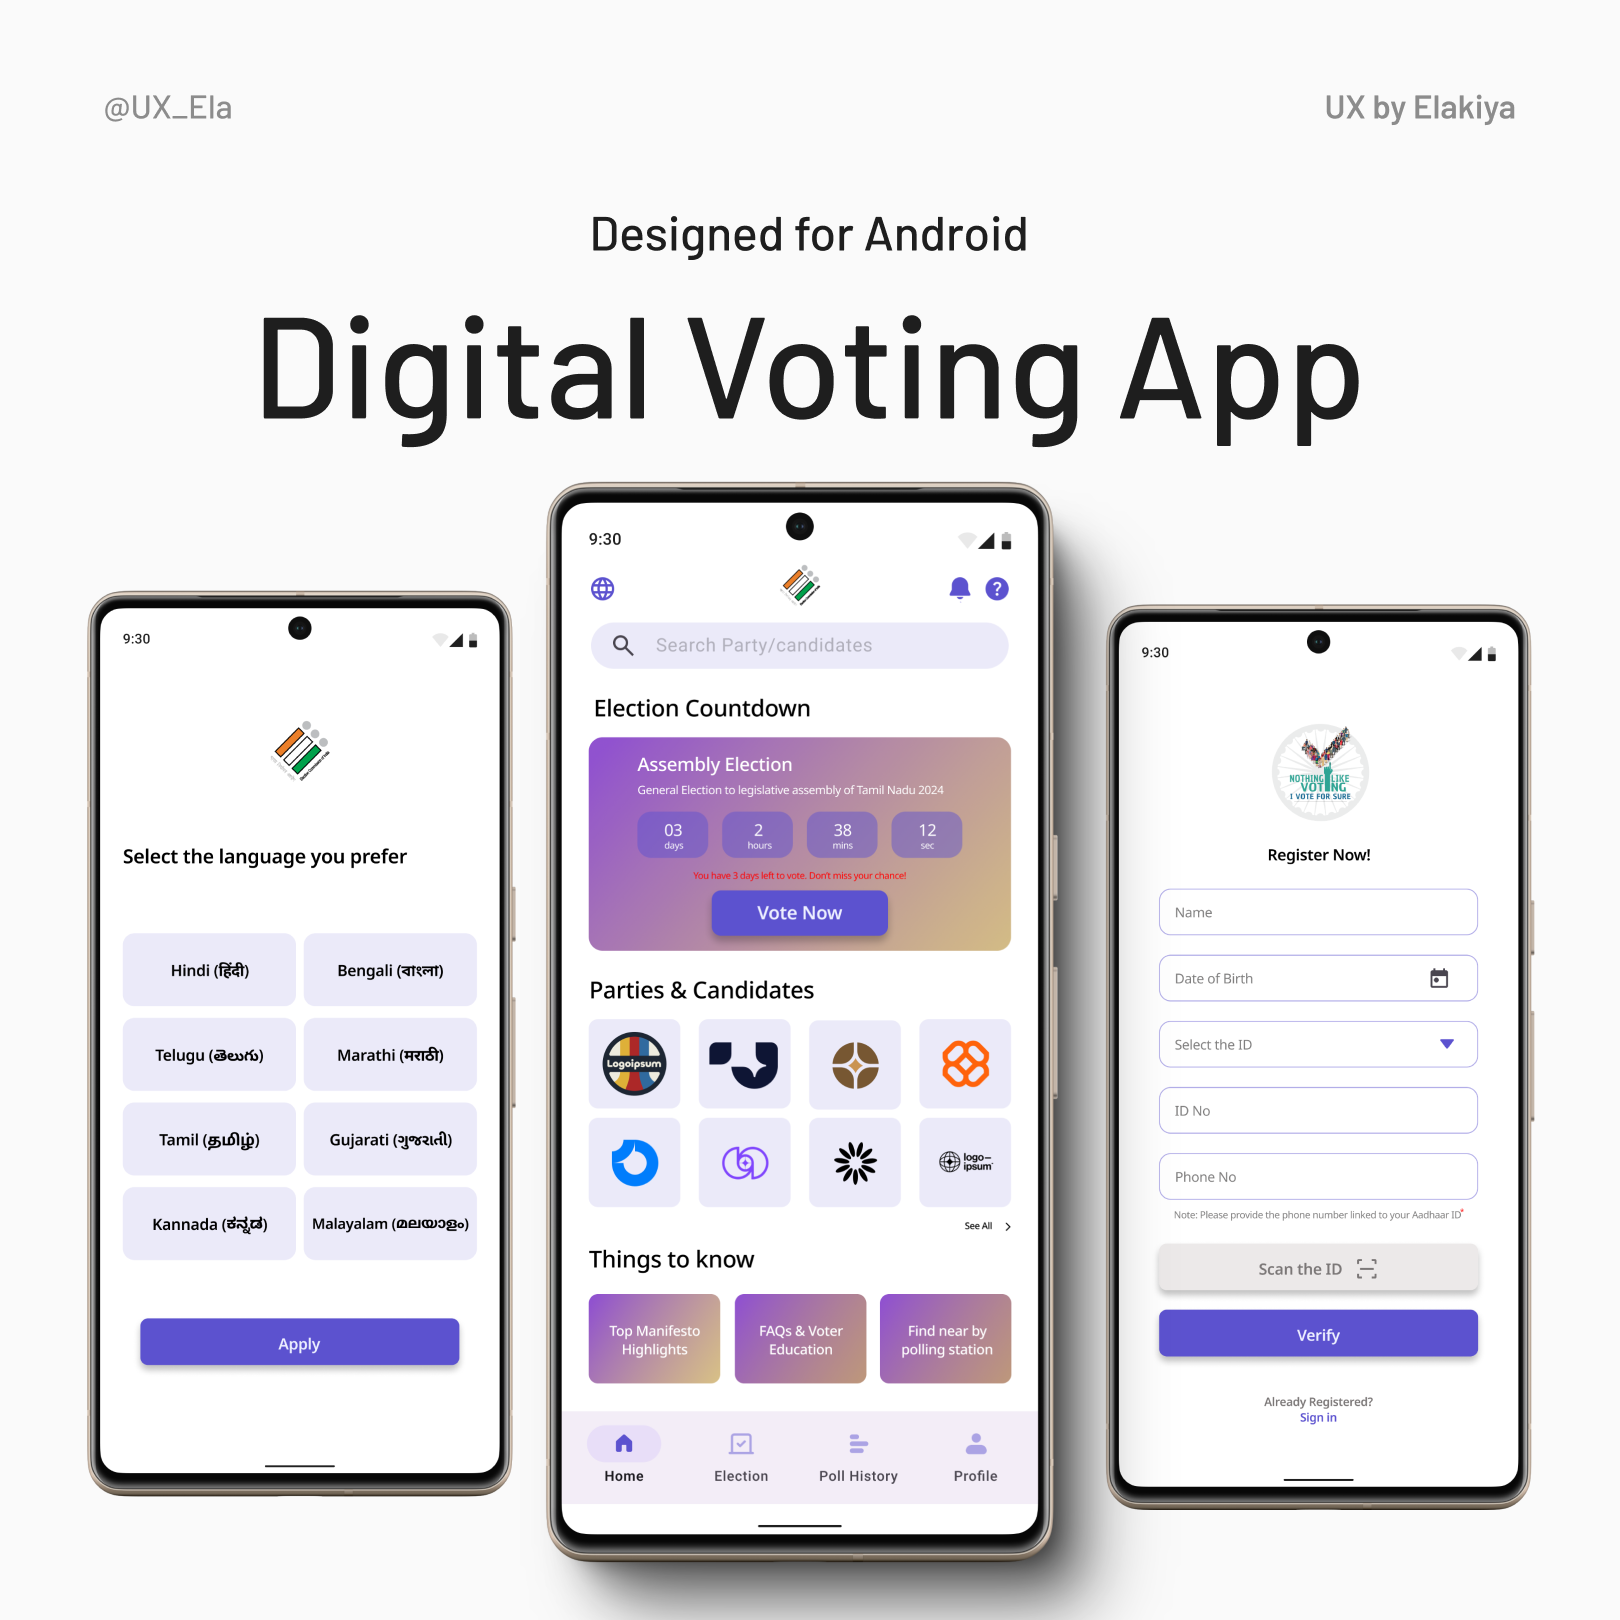 @UX_Ela
UX by Elakiya
Designed for Android
Digital Voting App
9:30
Select the language you prefer
Hindi (हिंदी)
Bengali (বাংলা)
Telugu (తెలుగు)
Marathi (मराठी)
Tamil (தமிழ்)
Gujarati (ગુજરાતી)
Kannada (ಕನ್ನಡ)
Malayalam (മലയാളം)
Apply
9:30
Search Party/candidates
Election Countdown
Assembly Election
General Election to legislative assembly of Tamil Nadu 2024
03
days
2
hours
38
mins
12
sec
You have 3 days left to vote. Don't miss your chance!
Vote Now
Parties & Candidates
Logoipsum
logo—
ipsum
See All
Things to know
Top Manifesto
Highlights
FAQs & Voter
Education
Find near by
polling station
Home
Election
Poll History
Profile
9:30
NOTHING LIKE
VOTING
I VOTE FOR SURE
Register Now!
Name
Date of Birth
Select the ID
ID No
Phone No
Note: Please provide the phone number linked to your Aadhaar ID*
Scan the ID
Verify
Already Registered?
Sign in